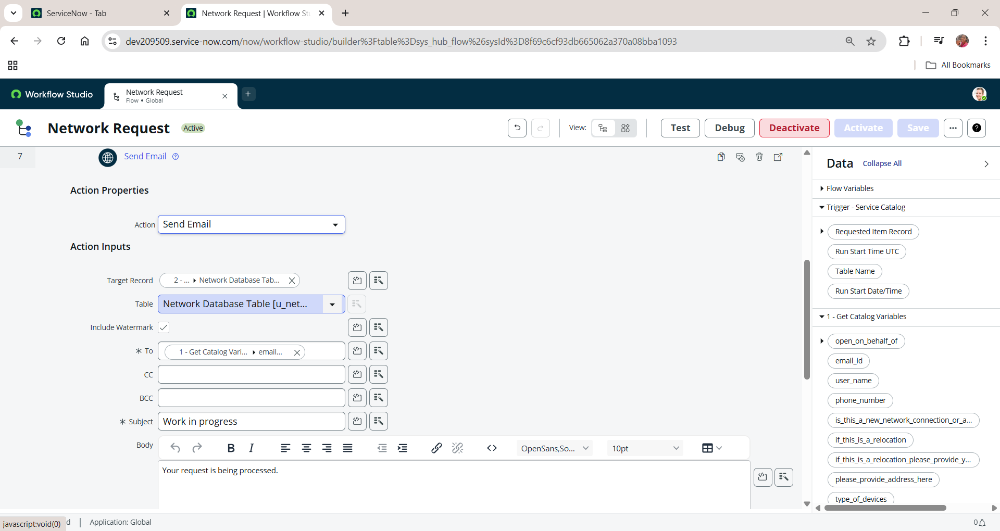 ServiceNow - Tab
Network Request | Workflow St
dev209509.service-now.com/now/workflow-studio/builder%3Ftable%3Dsys_hub_flow%26sysId%3D8f69c6cf93db665062a370a08bba1093
All Bookmarks
Workflow Studio
Network Request
Flow • Global
Network Request Active
View:
Test Debug Deactivate Activate Save
7 Send Email
Action Properties
Action Send Email
Action Inputs
Target Record 2 - ... Network Database Tab...
Table Network Database Table [u_net...
Include Watermark
* To 1 - Get Catalog Vari... email...
CC
BCC
* Subject Work in progress
Body
B I OpenSans,So... 10pt
Your request is being processed.
Data Collapse All
Flow Variables
Trigger - Service Catalog
Requested Item Record
Run Start Time UTC
Table Name
Run Start Date/Time
1 - Get Catalog Variables
open_on_behalf_of
email_id
user_name
phone_number
is_this_a_new_network_connection_or_a...
if_this_is_a_relocation
if_this_is_a_relocation_please_provide_y...
please_provide_address_here
type_of_devices
javascript:void(0) d | Application: Global
0